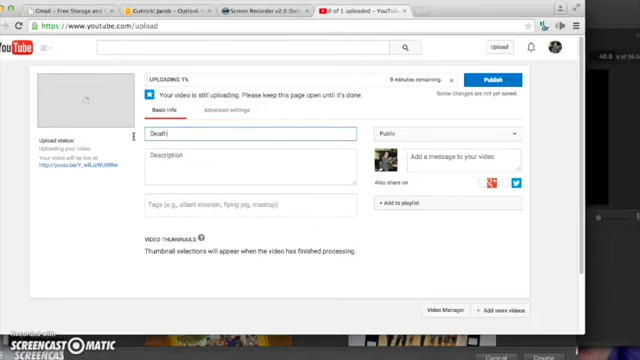 Gmail - Free Storage and
Gutnicki Jacob - Outlook
Screen Recorder v2.0
0 of 1 uploaded - YouTube
https://www.youtube.com/upload
YouTube
Upload
UPLOADING 1%
9 minutes remaining.
Publish
Your video is still uploading. Please keep this page open until it's done.
Some changes are not yet saved.
Basic info
Advanced settings
Death
Public
Description
Add a message to your video
Upload status:
Uploading your video.
Your video will be live at:
Also share on
Tags (e.g., albert einstein, flying pig, mashup)
+ Add to playlist
VIDEO THUMBNAILS
Thumbnail selections will appear when the video has finished processing.
Video Manager
+ Add more videos
Recorded with
SCREENCAST-O-MATIC
Cancel
Create